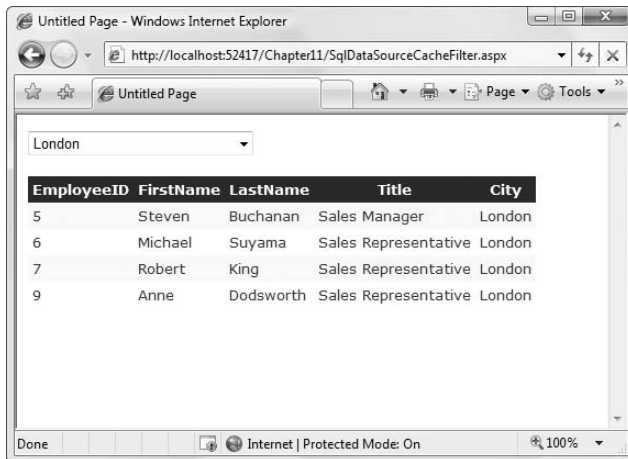 Untitled Page - Windows Internet Explorer
http://localhost:52417/Chapter11/SqlDataSourceCacheFilter.aspx
Untitled Page
Page
Tools
London
EmployeeID FirstName LastName Title City
5 Steven Buchanan Sales Manager London
6 Michael Suyama Sales Representative London
7 Robert King Sales Representative London
9 Anne Dodsworth Sales Representative London
Done
Internet | Protected Mode: On
100%